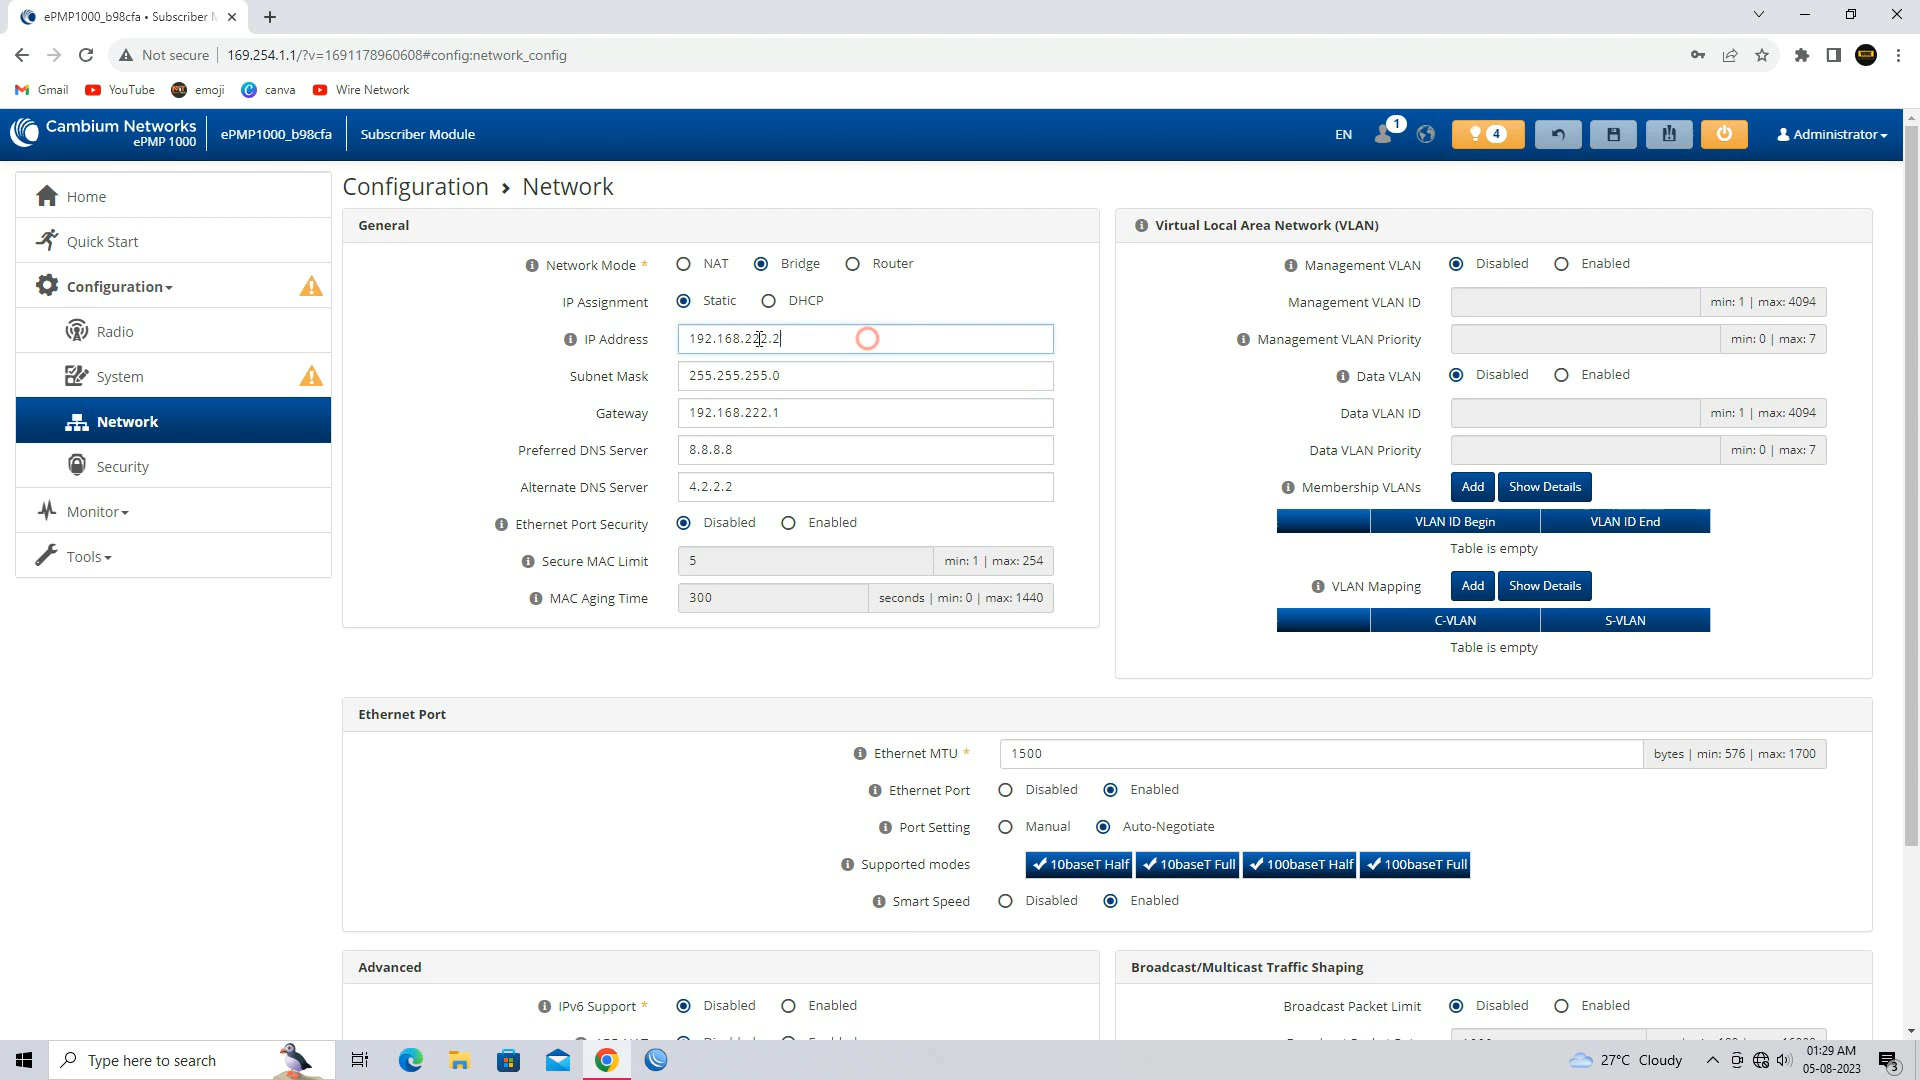 ePMP1000_b98cfa • Subscriber M
Not secure
169.254.1.1/?v=1691178960608#config:network_config
Gmail
YouTube
emoji
canva
Wire Network
Cambium Networks
ePMP 1000
ePMP1000_b98cfa
Subscriber Module
EN
1
4
Administrator
Home
Quick Start
Configuration
Radio
System
Network
Security
Monitor
Tools
Configuration › Network
General
Network Mode *
NAT
Bridge
Router
IP Assignment
Static
DHCP
IP Address
192.168.222.2
Subnet Mask
255.255.255.0
Gateway
192.168.222.1
Preferred DNS Server
8.8.8.8
Alternate DNS Server
4.2.2.2
Ethernet Port Security
Disabled
Enabled
Secure MAC Limit
5
min: 1 | max: 254
MAC Aging Time
300
seconds | min: 0 | max: 1440
Virtual Local Area Network (VLAN)
Management VLAN
Disabled
Enabled
Management VLAN ID
min: 1 | max: 4094
Management VLAN Priority
min: 0 | max: 7
Data VLAN
Disabled
Enabled
Data VLAN ID
min: 1 | max: 4094
Data VLAN Priority
min: 0 | max: 7
Membership VLANs
Add
Show Details
VLAN ID Begin
VLAN ID End
Table is empty
VLAN Mapping
Add
Show Details
C-VLAN
S-VLAN
Table is empty
Ethernet Port
Ethernet MTU *
1500
bytes | min: 576 | max: 1700
Ethernet Port
Disabled
Enabled
Port Setting
Manual
Auto-Negotiate
Supported modes
10baseT Half
10baseT Full
100baseT Half
100baseT Full
Smart Speed
Disabled
Enabled
Advanced
IPv6 Support *
Disabled
Enabled
Broadcast/Multicast Traffic Shaping
Broadcast Packet Limit
Disabled
Enabled
Type here to search
27°C Cloudy
01:29 AM
05-08-2023
3